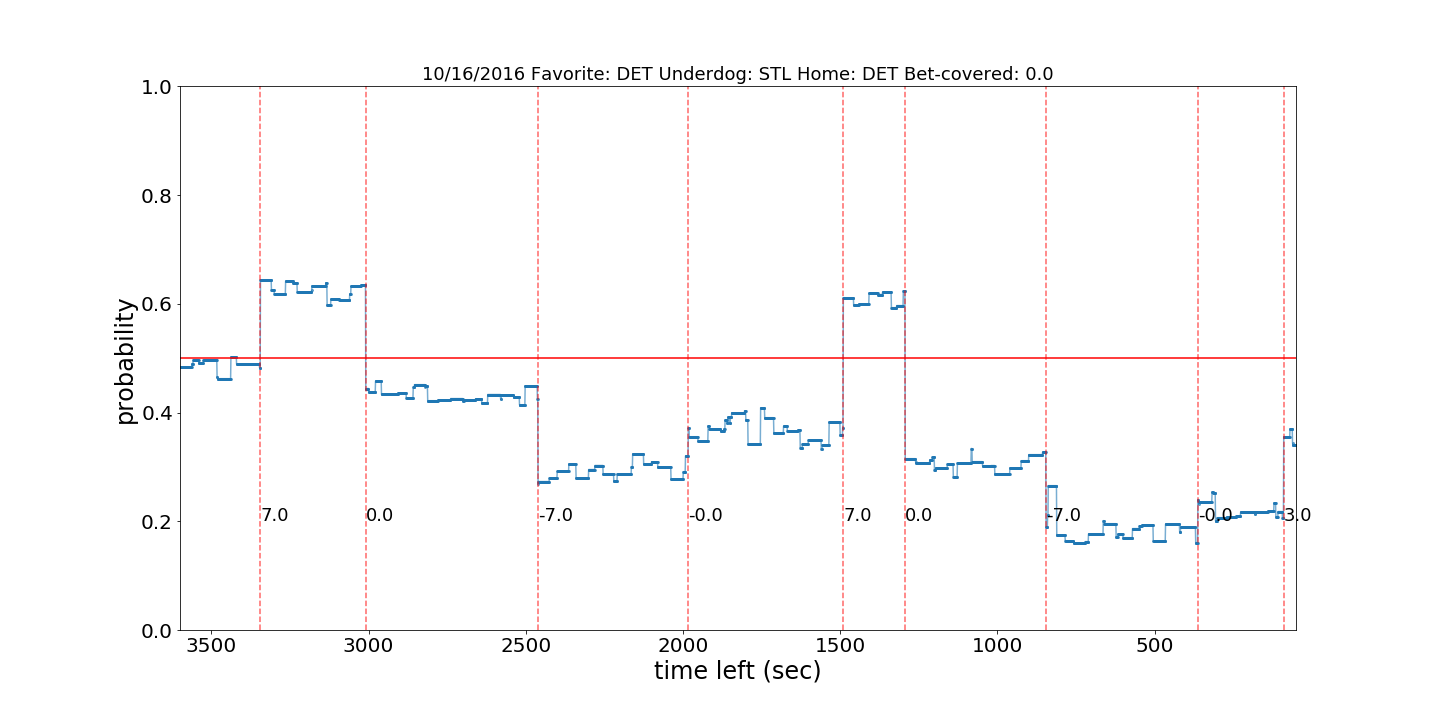 10/16/2016 Favorite: DET Underdog: STL Home: DET Bet-covered: 0.0
1.0
0.8
0.6
0.4
0.2
0.0
probability
7.0 0.0 -7.0 -0.0 7.0 0.0 -7.0 -0.0 3.0
3500 3000 2500 2000 1500 1000 500
time left (sec)